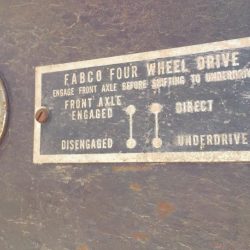 FABCO FOUR WHEEL DRIVE
ENGAGE FRONT AXLE BEFORE SHIFTING TO UNDERDRIVE
FRONT AXLE
ENGAGED
DIRECT
DISENGAGED
UNDERDRIVE